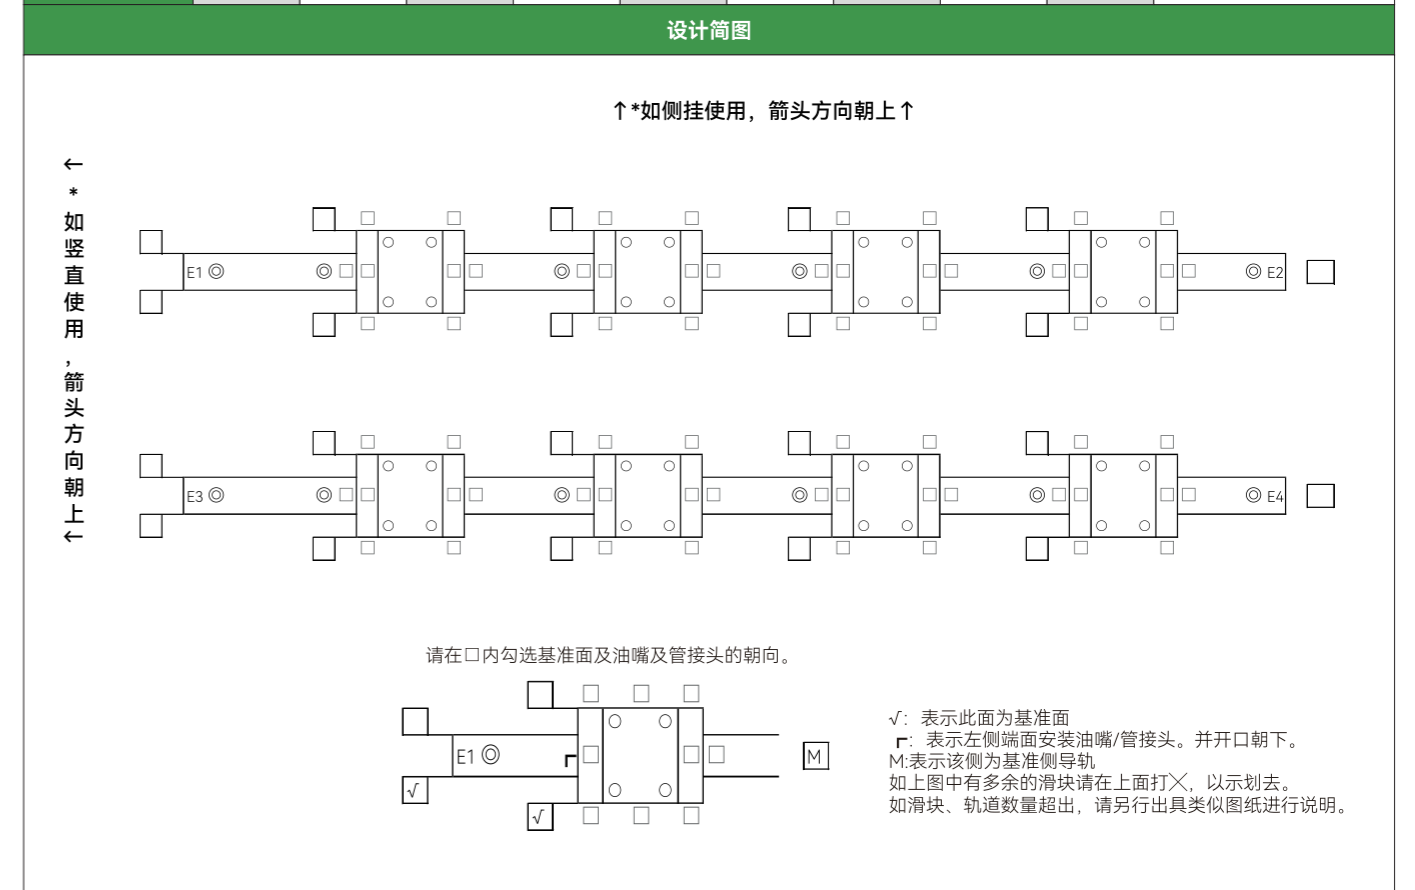 设计简图
↑*如侧挂使用，箭头方向朝上↑
←*如竖直使用，箭头方向朝上←
E1
E2
E3
E4
请在□内勾选基准面及油嘴及管接头的朝向。
E1
M
√
√
√：表示此面为基准面
┏：表示左侧端面安装油嘴/管接头。并开口朝下。
M:表示该侧为基准侧导轨
如上图中有多余的滑块请在上面打╳，以示划去。
如滑块、轨道数量超出，请另行出具类似图纸进行说明。